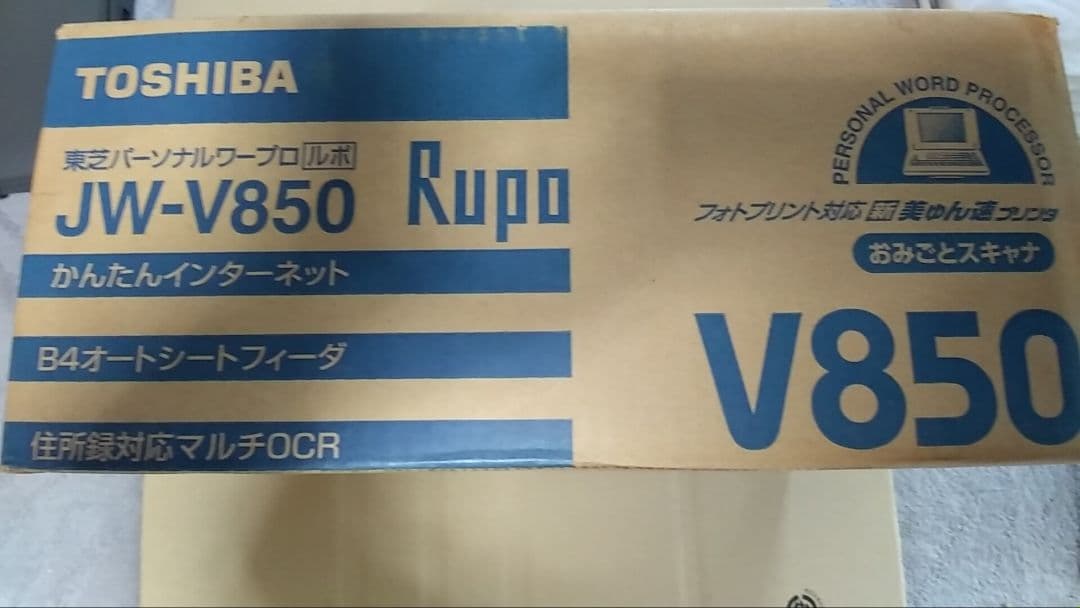 TOSHIBA
東芝パーソナルワープロ ルポ
JW-V850
Rupo
かんたんインターネット
B4オートシートフィーダ
住所録対応マルチOCR
PERSONAL WORD PROCESSOR
フォトプリント対応 新 美ゅん速プリンタ
おみごとスキャナ
V850